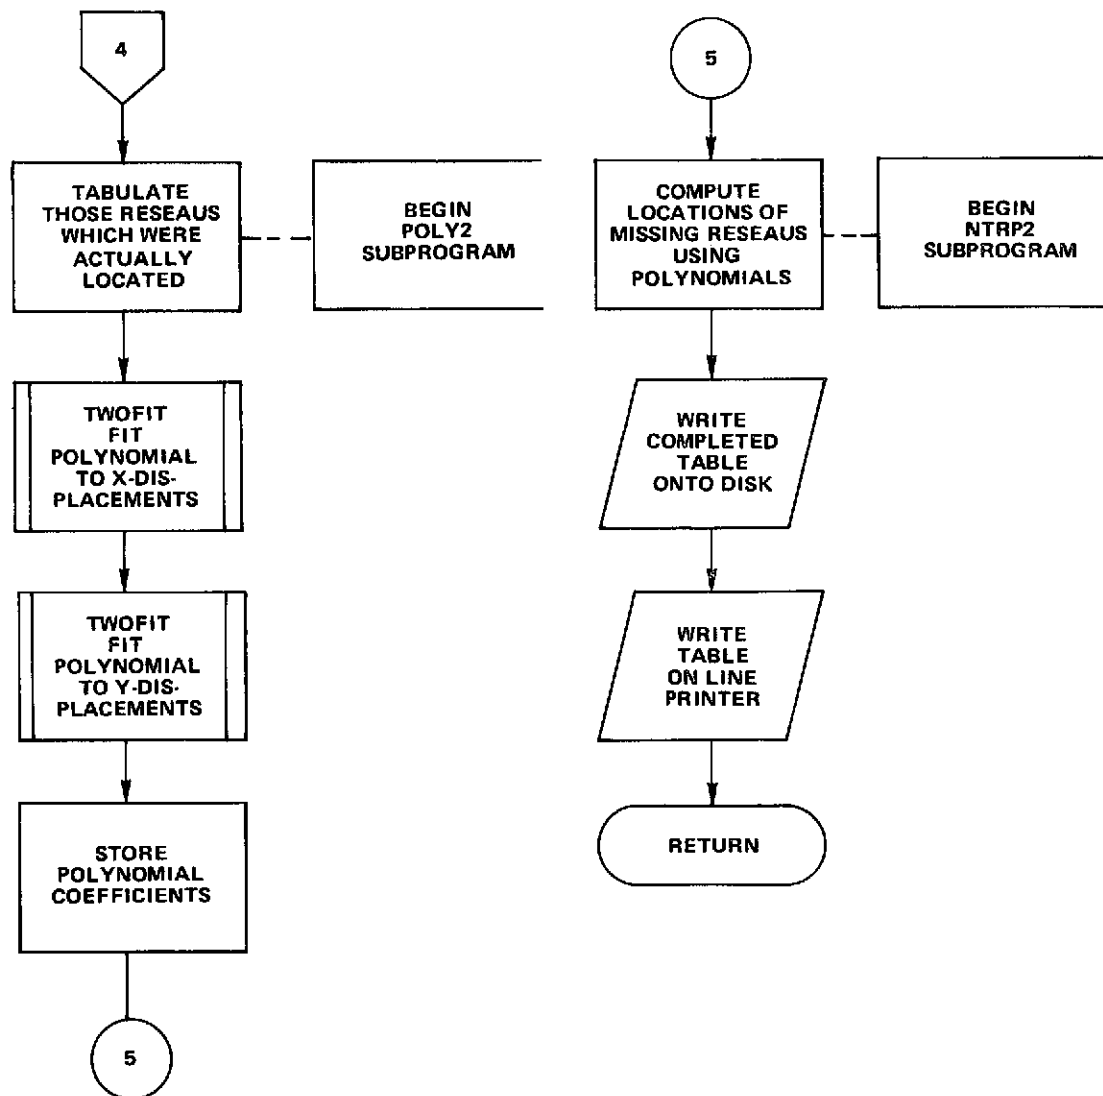 4
TABULATE
THOSE RESEAUS
WHICH WERE
ACTUALLY
LOCATED
BEGIN
POLY2
SUBPROGRAM
TWOFIT
FIT
POLYNOMIAL
TO X-DIS-
PLACEMENTS
TWOFIT
FIT
POLYNOMIAL
TO Y-DIS-
PLACEMENTS
STORE
POLYNOMIAL
COEFFICIENTS
5
5
COMPUTE
LOCATIONS OF
MISSING RESEAUS
USING
POLYNOMIALS
BEGIN
NTRP2
SUBPROGRAM
WRITE
COMPLETED
TABLE
ONTO DISK
WRITE
TABLE
ON LINE
PRINTER
RETURN